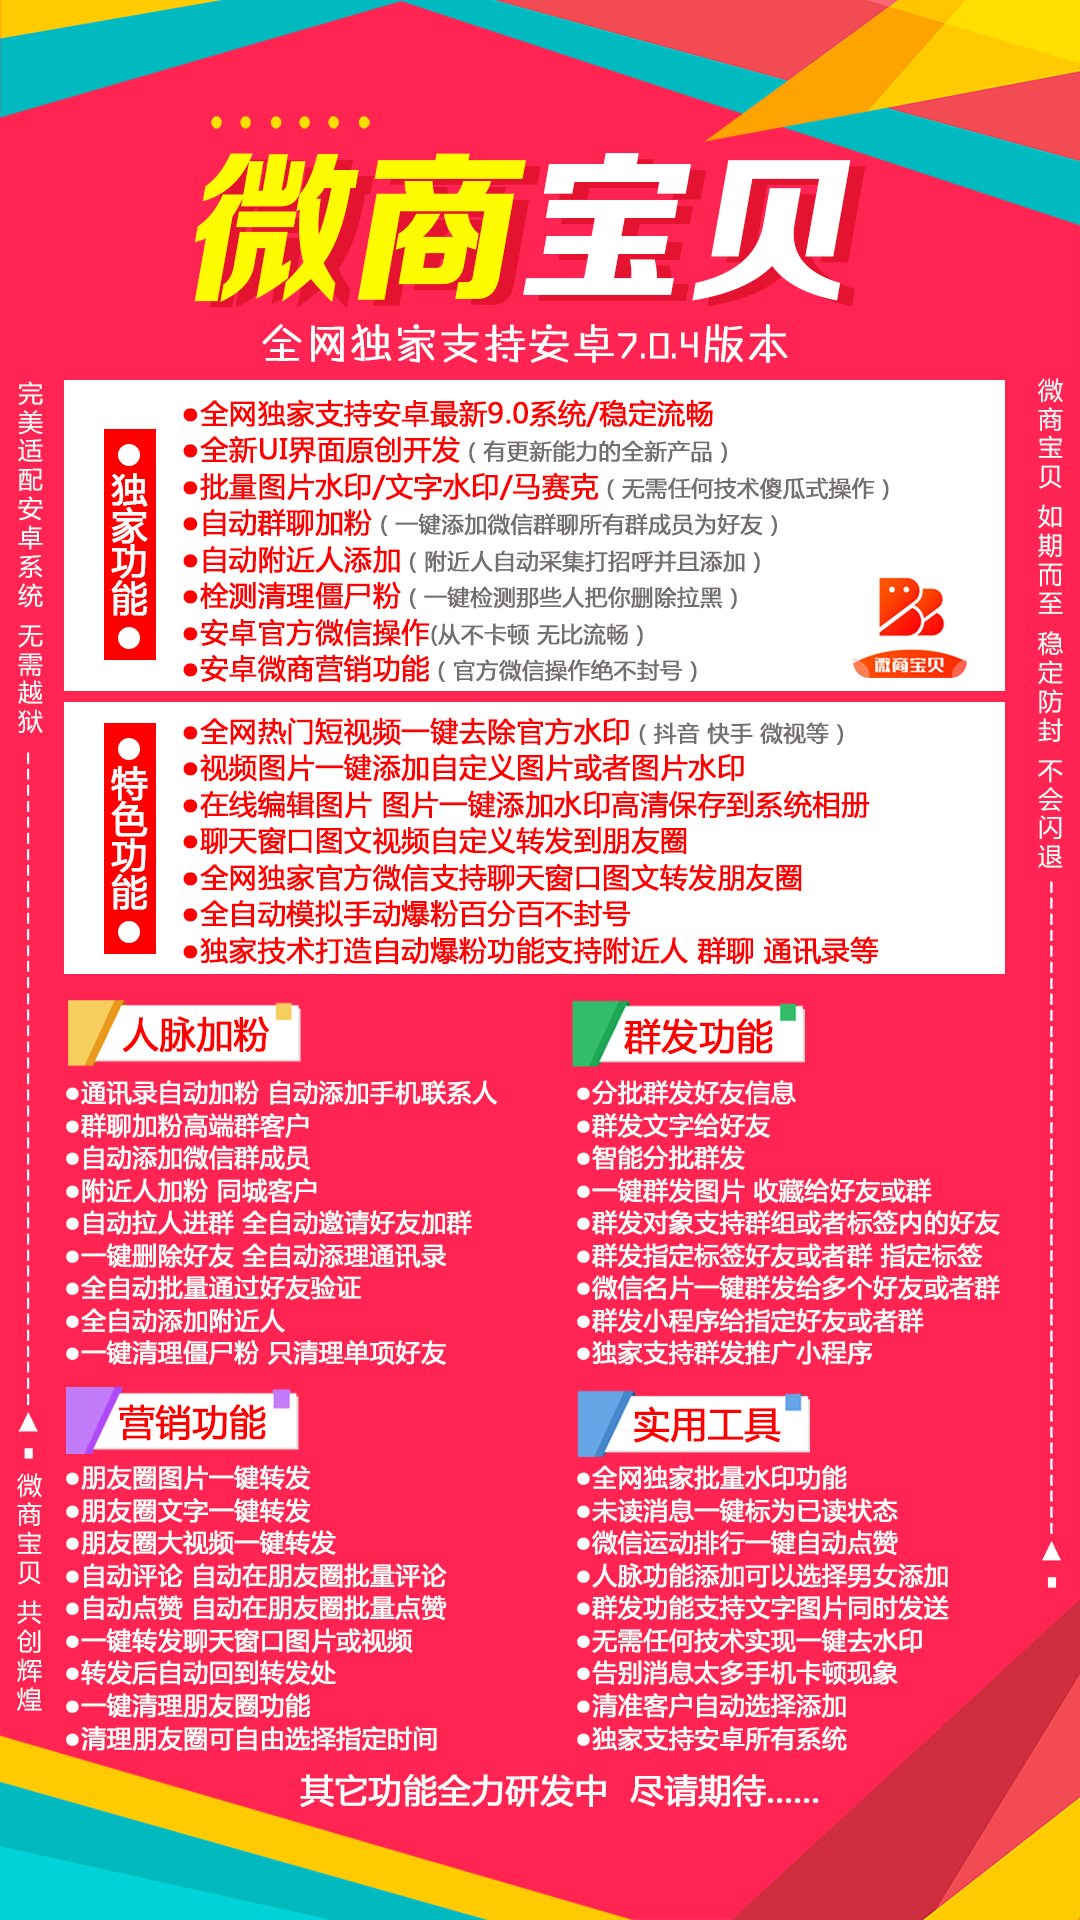 微商宝贝
全网独家支持安卓7.0.4版本
完美适配安卓系统 无需越狱
微商宝贝 共创辉煌
微商宝贝 如期而至 稳定防封 不会闪退
独家功能
●全网独家支持安卓最新9.0系统/稳定流畅
●全新UI界面原创开发（有更新能力的全新产品）
●批量图片水印/文字水印/马赛克（无需任何技术傻瓜式操作）
●自动群聊加粉（一键添加微信群聊所有群成员为好友）
●自动附近人添加（附近人自动采集打招呼并且添加）
●栓测清理僵尸粉（一键检测那些人把你删除拉黑）
●安卓官方微信操作(从不卡顿 无比流畅）
●安卓微商营销功能（官方微信操作绝不封号）
微商宝贝
特色功能
●全网热门短视频一键去除官方水印（抖音 快手 微视等）
●视频图片一键添加自定义图片或者图片水印
●在线编辑图片 图片一键添加水印高清保存到系统相册
●聊天窗口图文视频自定义转发到朋友圈
●全网独家官方微信支持聊天窗口图文转发朋友圈
●全自动模拟手动爆粉百分百不封号
●独家技术打造自动爆粉功能支持附近人 群聊 通讯录等
人脉加粉
●通讯录自动加粉 自动添加手机联系人
●群聊加粉高端群客户
●自动添加微信群成员
●附近人加粉 同城客户
●自动拉人进群 全自动邀请好友加群
●一键删除好友 全自动添理通讯录
●全自动批量通过好友验证
●全自动添加附近人
●一键清理僵尸粉 只清理单项好友
群发功能
●分批群发好友信息
●群发文字给好友
●智能分批群发
●一键群发图片 收藏给好友或群
●群发对象支持群组或者标签内的好友
●群发指定标签好友或者群 指定标签
●微信名片一键群发给多个好友或者群
●群发小程序给指定好友或者群
●独家支持群发推广小程序
营销功能
●朋友圈图片一键转发
●朋友圈文字一键转发
●朋友圈大视频一键转发
●自动评论 自动在朋友圈批量评论
●自动点赞 自动在朋友圈批量点赞
●一键转发聊天窗口图片或视频
●转发后自动回到转发处
●一键清理朋友圈功能
●清理朋友圈可自由选择指定时间
实用工具
●全网独家批量水印功能
●未读消息一键标为已读状态
●微信运动排行一键自动点赞
●人脉功能添加可以选择男女添加
●群发功能支持文字图片同时发送
●无需任何技术实现一键去水印
●告别消息太多手机卡顿现象
●清准客户自动选择添加
●独家支持安卓所有系统
其它功能全力研发中 尽请期待......